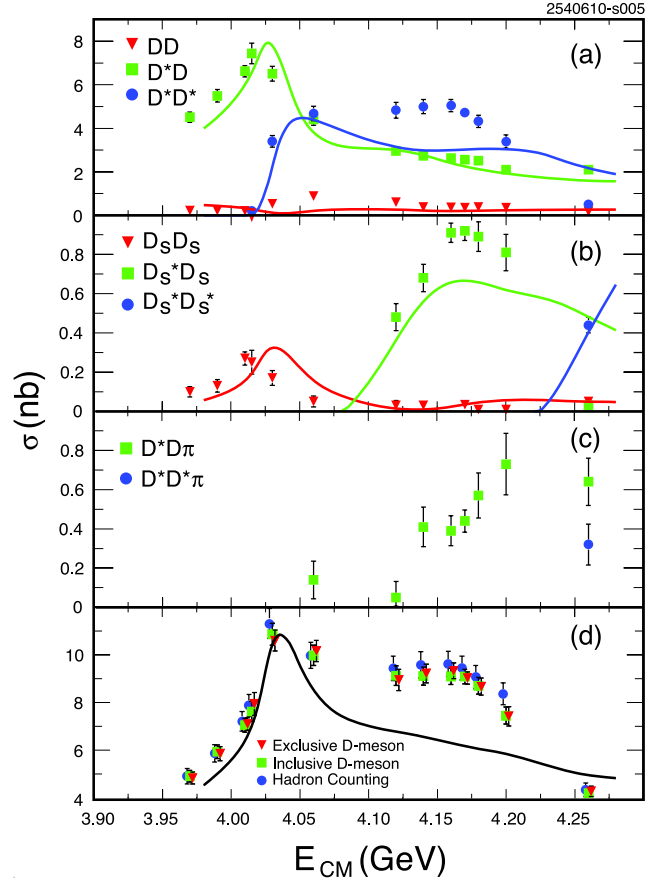 2540610-s005
8
6
4
2
0
DD
D*D
D*D*
(a)
0.8
0.6
0.4
0.2
0
DSDS
DS*DS
DS*DS*
(b)
0.8
0.6
0.4
0.2
0
D*Dπ
D*D*π
(c)
10
8
6
4
(d)
Exclusive D-meson
Inclusive D-meson
Hadron Counting
3.90 3.95 4.00 4.05 4.10 4.15 4.20 4.25
ECM (GeV)
σ (nb)